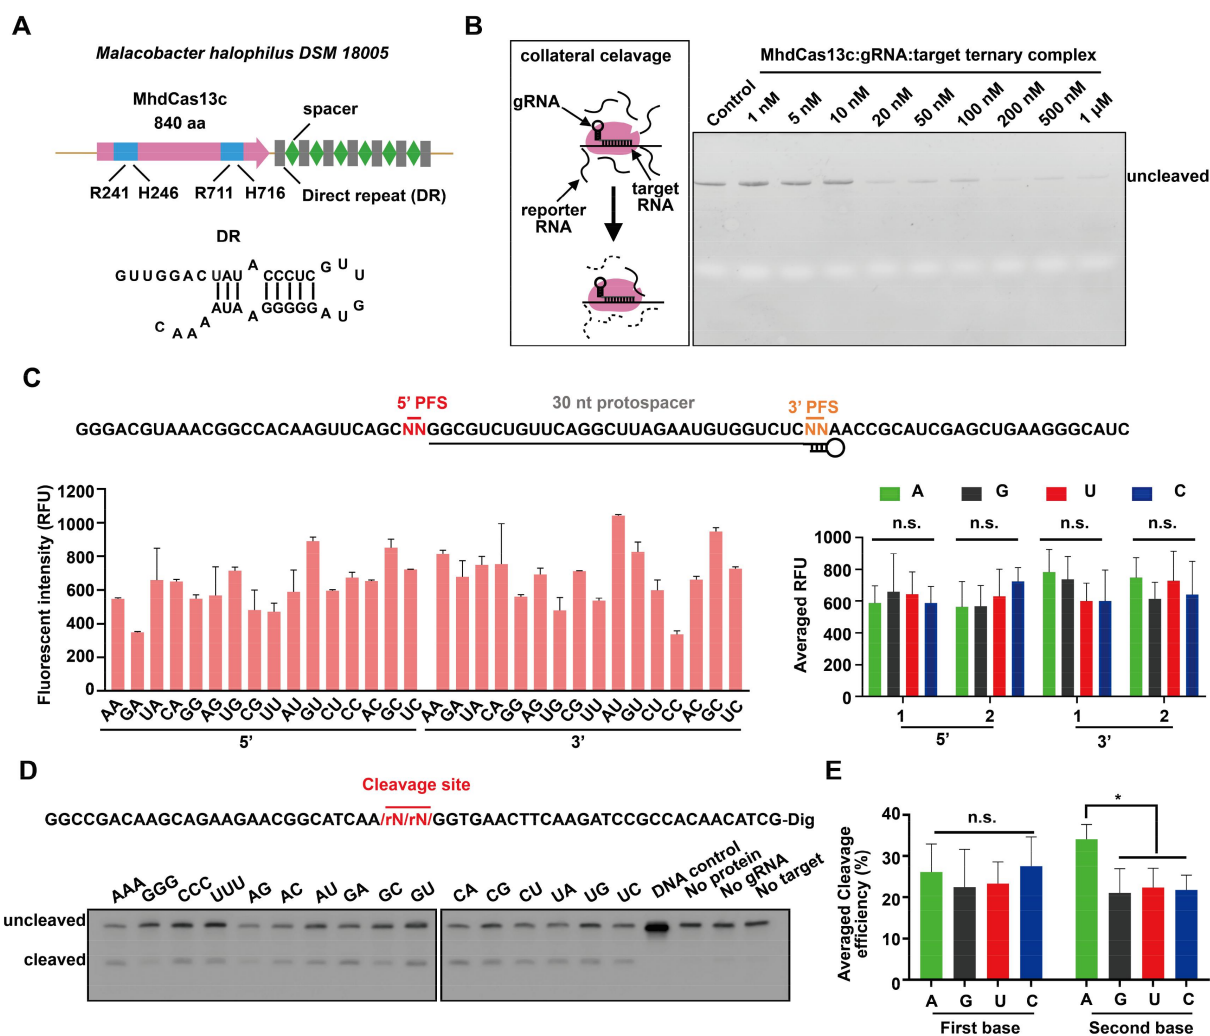 A
Malacobacter halophilus DSM 18005
MhdCas13c
840 aa
spacer
R241 H246 R711 H716 Direct repeat (DR)
DR
GUUGGAC UAU A CCCUC G U U
C A A A AUA A GGGGG A U G
B
collateral celavage
gRNA
reporter RNA
target RNA
MhdCas13c:gRNA:target ternary complex
Control 1 nM 5 nM 10 nM 20 nM 50 nM 100 nM 200 nM 500 nM 1 µM
uncleaved
C
5' PFS 30 nt protospacer 3' PFS
GGGACGUAAACGGCCACAAGUUCAGCNNGGCGUCUGUUCAGGCUUAGAAUGUGGUCUCNNAACCGCAUCGAGCUGAAGGGCAUC
Fluorescent intensity (RFU)
1200
1000
800
600
400
200
0
AA GA UA CA GG AG UG CG UU AU GU CU CC AC GC UC AA GA UA CA GG AG UG CG UU AU GU CU CC AC GC UC
5' 3'
A G U C
n.s. n.s. n.s. n.s.
Averaged RFU
1000
800
600
400
200
0
1 2 1 2
5' 3'
D
Cleavage site
GGCCGACAAGCAGAAGAACGGCATCAA/rN/rN/GGTGAACTTCAAGATCCGCCACAACATCG-Dig
AAA GGG CCC UUU AG AC AU GA GC GU CA CG CU UA UG UC DNA control No protein No gRNA No target
uncleaved
cleaved
E
Averaged Cleavage efficiency (%)
40
30
20
10
0
n.s. *
A G U C A G U C
First base Second base